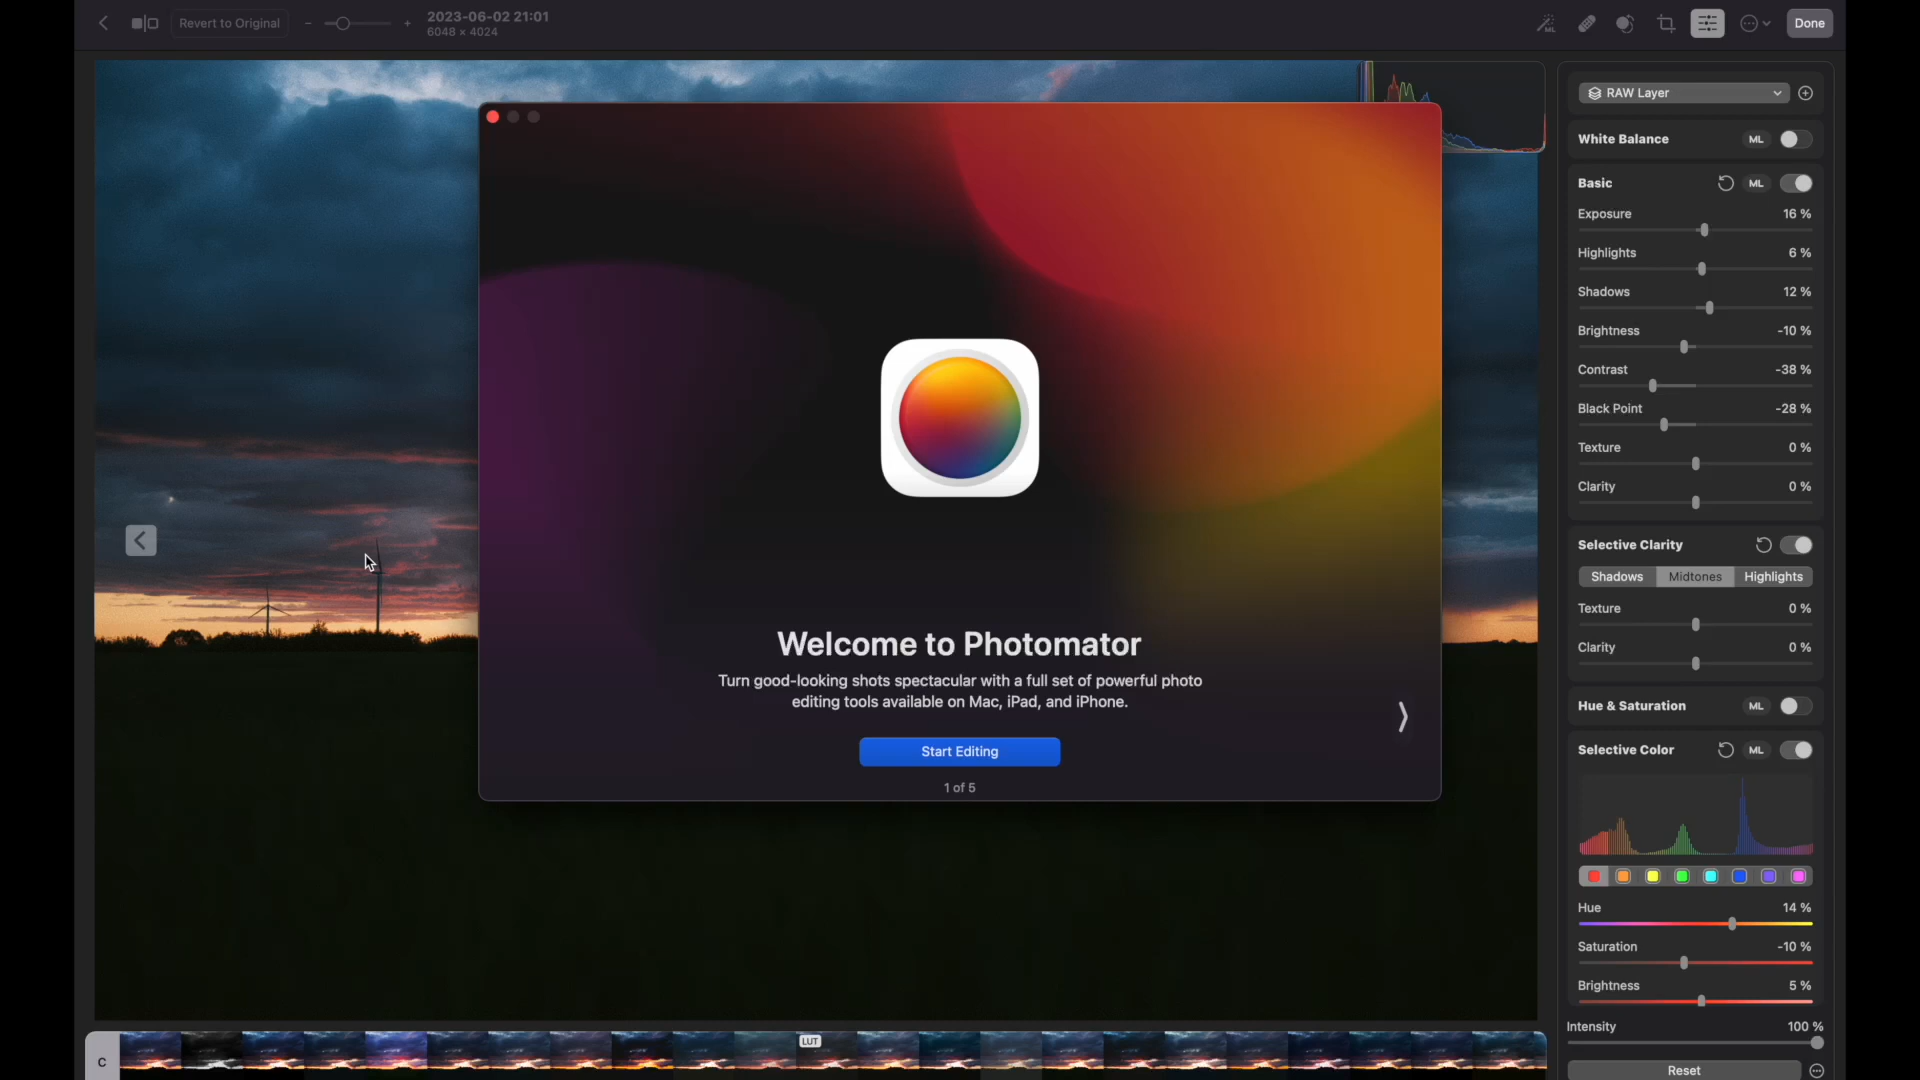 Revert to Original
2023-06-02 21:01
6048 × 4024
ML
Done
RAW Layer
White Balance ML
Basic ML
Exposure 16 %
Highlights 6 %
Shadows 12 %
Brightness -10 %
Contrast -38 %
Black Point -28 %
Texture 0 %
Clarity 0 %
Selective Clarity
Shadows Midtones Highlights
Texture 0 %
Clarity 0 %
Hue & Saturation ML
Selective Color ML
Hue 14 %
Saturation -10 %
Brightness 5 %
Intensity 100 %
Reset
Welcome to Photomator
Turn good-looking shots spectacular with a full set of powerful photo
editing tools available on Mac, iPad, and iPhone.
Start Editing
1 of 5
LUT
C